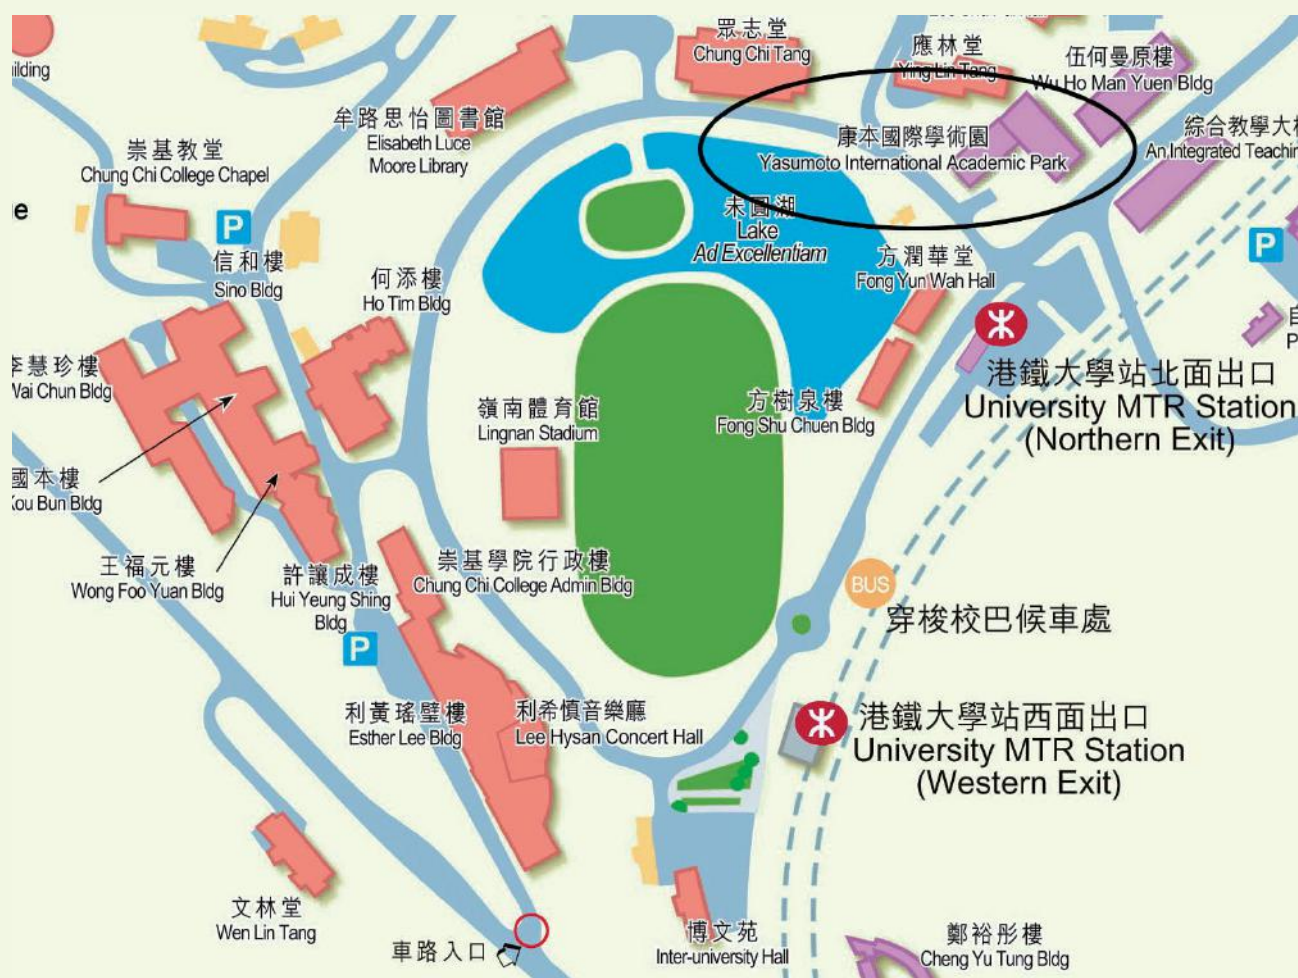 眾志堂
Chung Chi Tang
應林堂
Ying Lin Tang
伍何曼原樓
Wu Ho Man Yuen Bldg
牟路思怡圖書館
Elisabeth Luce
Moore Library
康本國際學術園
Yasumoto International Academic Park
綜合教學大
An Integrated Teachin
崇基教堂
Chung Chi College Chapel
P
未圓湖
Lake
Ad Excellentiam
P
信和樓
Sino Bldg
何添樓
Ho Tim Bldg
方潤華堂
Fong Yun Wah Hall
李慧珍樓
Wai Chun Bldg
港鐵大學站北面出口
University MTR Station
(Northern Exit)
嶺南體育館
Lingnan Stadium
方樹泉樓
Fong Shu Chuen Bldg
國本樓
Kou Bun Bldg
王福元樓
Wong Foo Yuan Bldg
許讓成樓
Hui Yeung Shing
Bldg
崇基學院行政樓
Chung Chi College Admin Bldg
BUS
穿梭校巴候車處
P
利黃瑤璧樓
Esther Lee Bldg
利希慎音樂廳
Lee Hysan Concert Hall
港鐵大學站西面出口
University MTR Station
(Western Exit)
文林堂
Wen Lin Tang
車路入口
博文苑
Inter-university Hall
鄭裕彤樓
Cheng Yu Tung Bldg